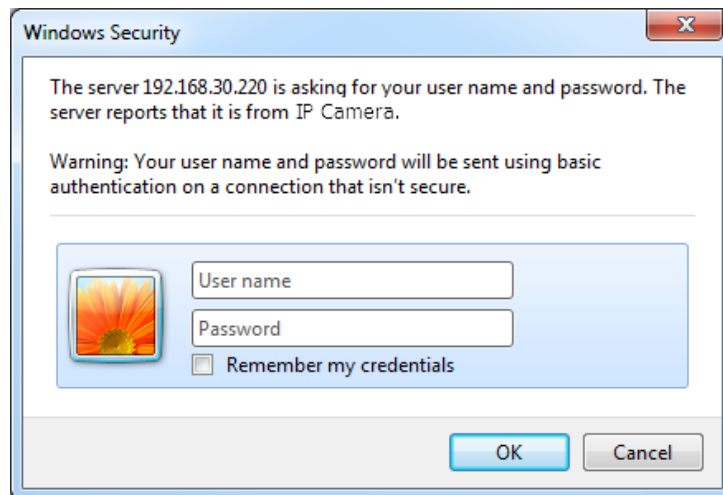 Windows Security
The server 192.168.30.220 is asking for your user name and password. The
server reports that it is from IP Camera.
Warning: Your user name and password will be sent using basic
authentication on a connection that isn't secure.
User name
Password
Remember my credentials
OK Cancel